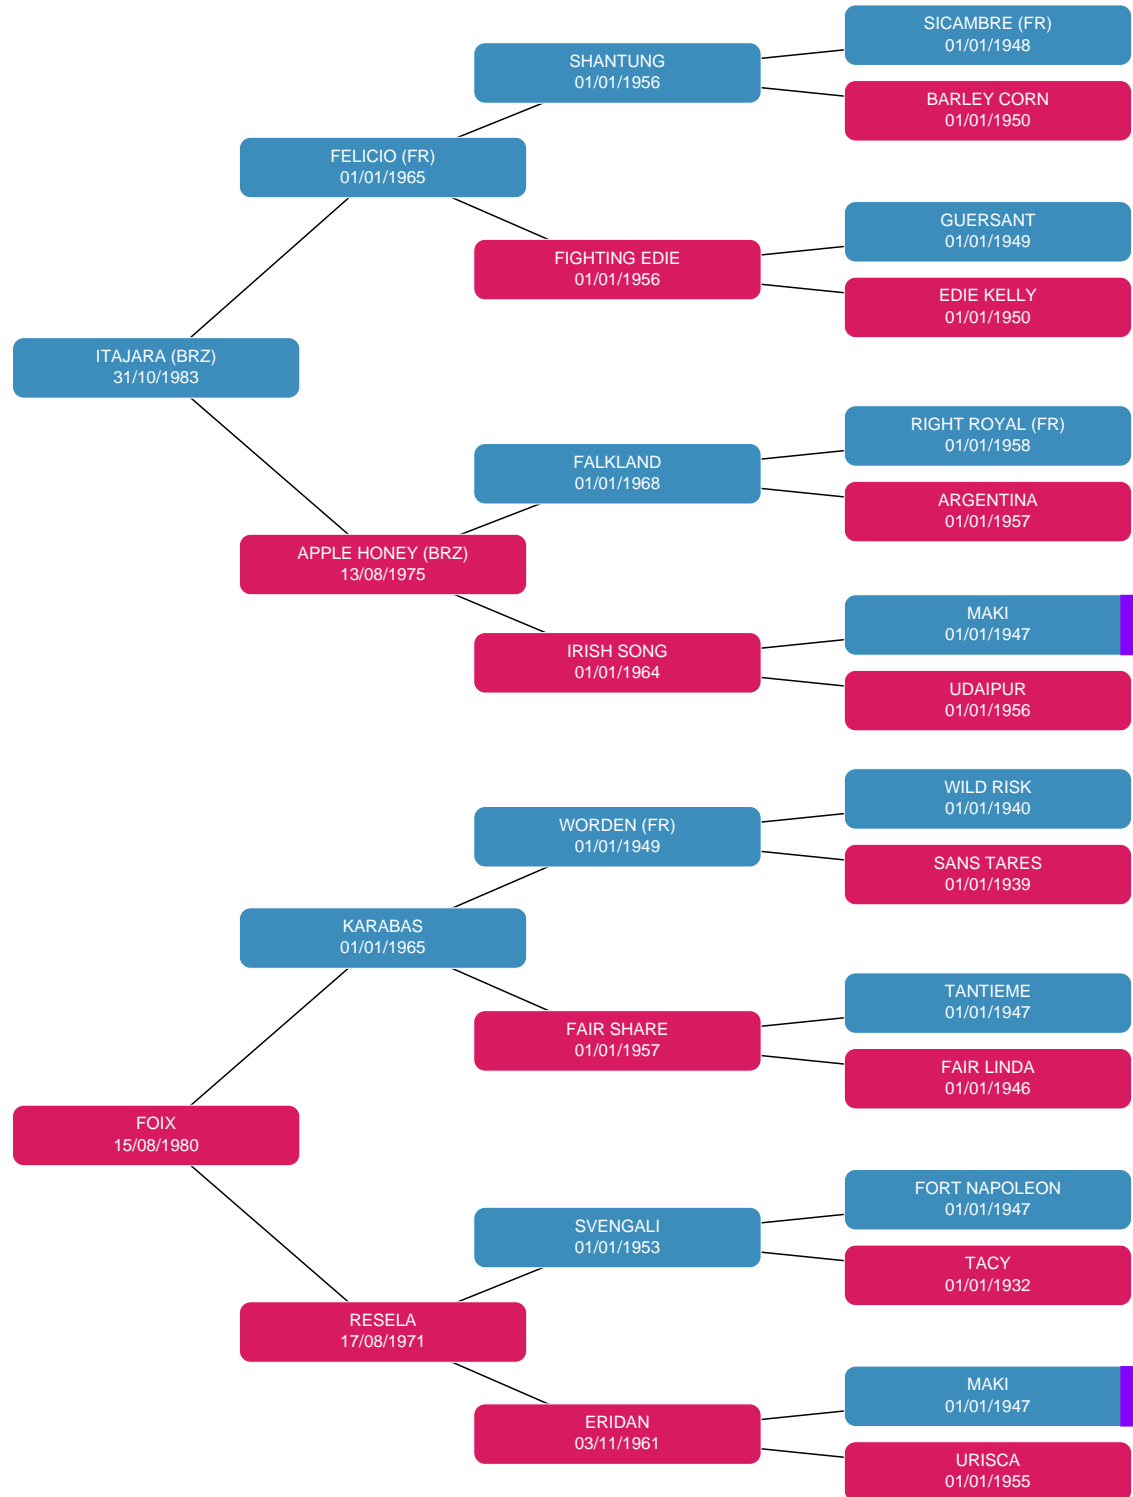 SICAMBRE (FR)
01/01/1948
SHANTUNG
01/01/1956
BARLEY CORN
01/01/1950
FELICIO (FR)
01/01/1965
GUERSANT
01/01/1949
FIGHTING EDIE
01/01/1956
EDIE KELLY
01/01/1950
ITAJARA (BRZ)
31/10/1983
RIGHT ROYAL (FR)
01/01/1958
FALKLAND
01/01/1968
ARGENTINA
01/01/1957
APPLE HONEY (BRZ)
13/08/1975
MAKI
01/01/1947
IRISH SONG
01/01/1964
UDAIPUR
01/01/1956
WILD RISK
01/01/1940
WORDEN (FR)
01/01/1949
SANS TARES
01/01/1939
KARABAS
01/01/1965
TANTIEME
01/01/1947
FAIR SHARE
01/01/1957
FAIR LINDA
01/01/1946
FOIX
15/08/1980
FORT NAPOLEON
01/01/1947
SVENGALI
01/01/1953
TACY
01/01/1932
RESELA
17/08/1971
MAKI
01/01/1947
ERIDAN
03/11/1961
URISCA
01/01/1955